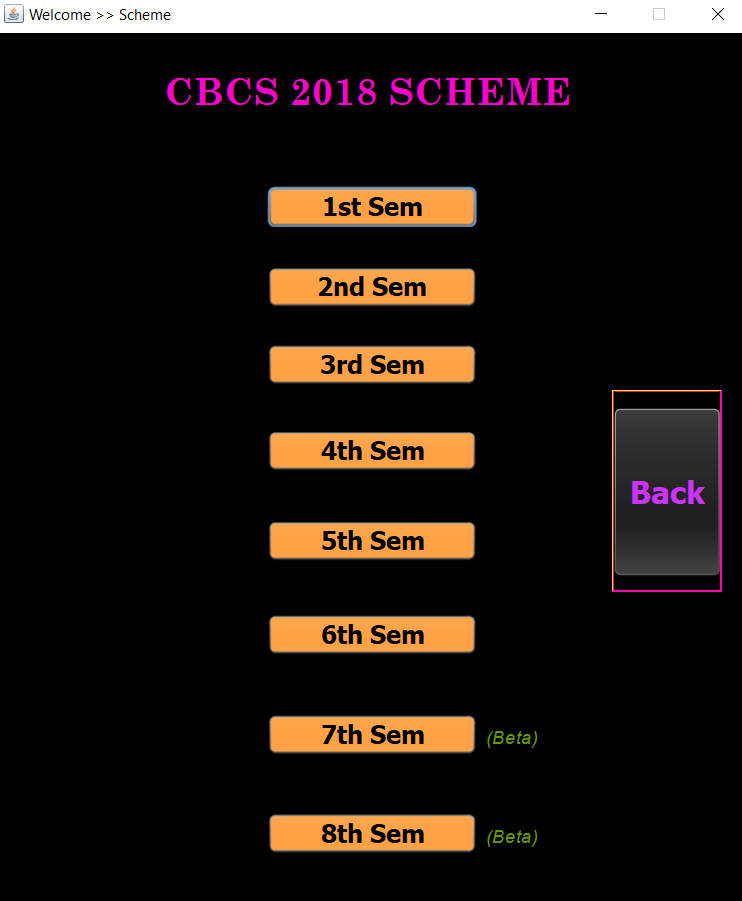 Welcome >> Scheme
CBCS 2018 SCHEME
1st Sem
2nd Sem
3rd Sem
4th Sem
Back
5th Sem
6th Sem
7th Sem (Beta)
8th Sem (Beta)